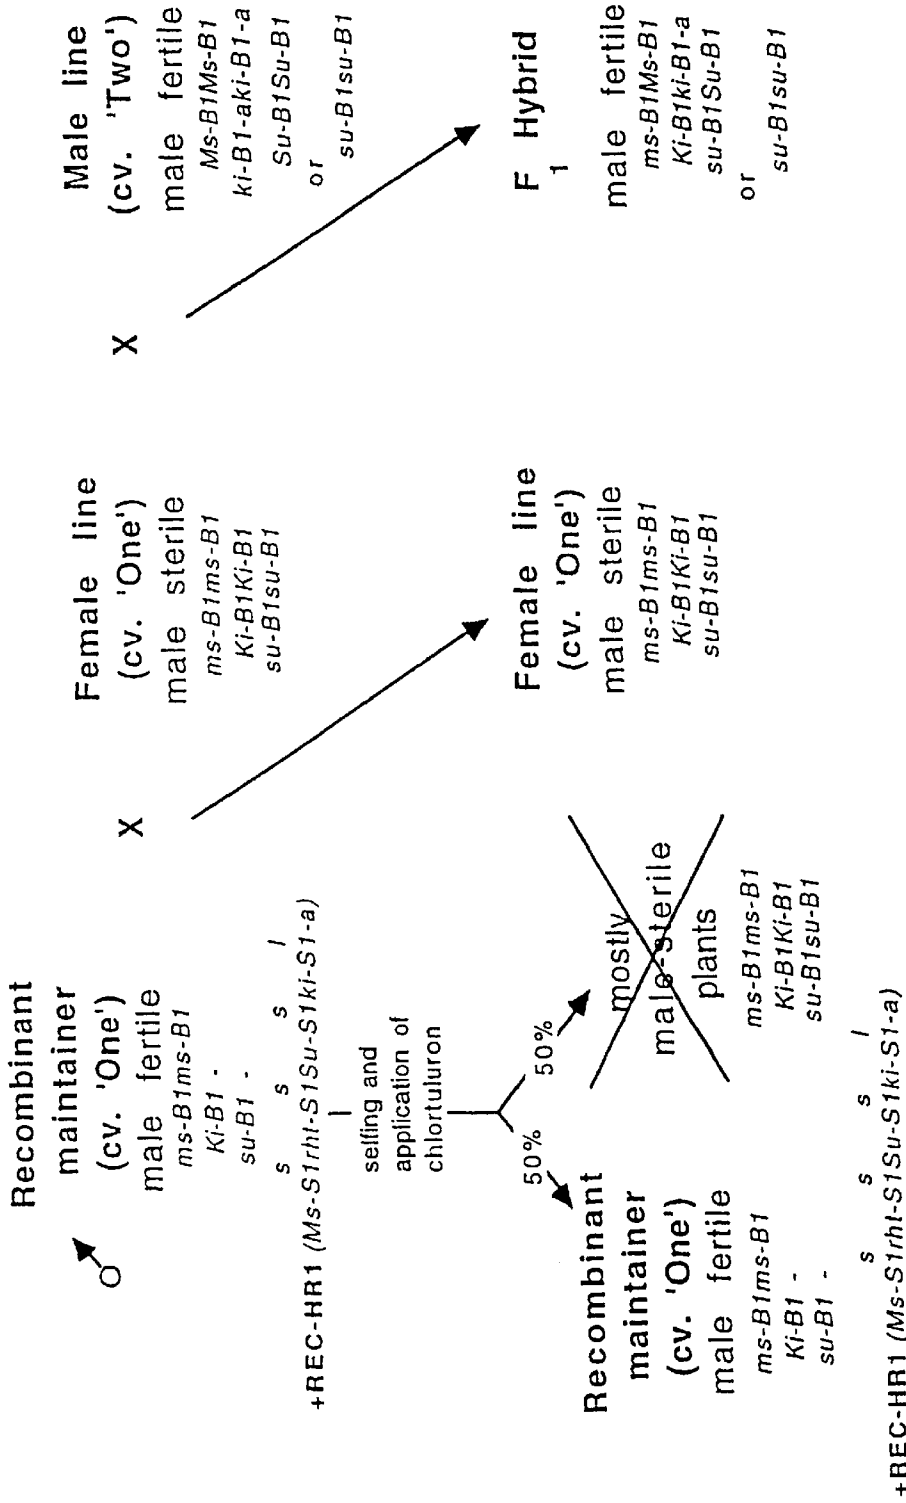 Recombinant
maintainer
(cv. 'One')
male fertile
ms-B1ms-B1
Ki-B1 -
su-B1 -
s s s l
+REC-HR1 (Ms-S1rht-S1Su-S1ki-S1-a)
X
Female line
(cv. 'One')
male sterile
ms-B1ms-B1
Ki-B1Ki-B1
su-B1su-B1
X
Male line
(cv. 'Two')
male fertile
Ms-B1Ms-B1
ki-B1-aki-B1-a
Su-B1Su-B1
or
su-B1su-B1
selfing and
application of
chlortuluron
50%
50%
Recombinant
maintainer
(cv. 'One')
male fertile
ms-B1ms-B1
Ki-B1 -
su-B1 -
s s s l
+REC-HR1 (Ms-S1rht-S1Su-S1ki-S1-a)
mostly
male-sterile
plants
ms-B1ms-B1
Ki-B1Ki-B1
su-B1su-B1
Female line
(cv. 'One')
male sterile
ms-B1ms-B1
Ki-B1Ki-B1
su-B1su-B1
F1 Hybrid
male fertile
ms-B1Ms-B1
Ki-B1ki-B1-a
su-B1Su-B1
or
su-B1su-B1